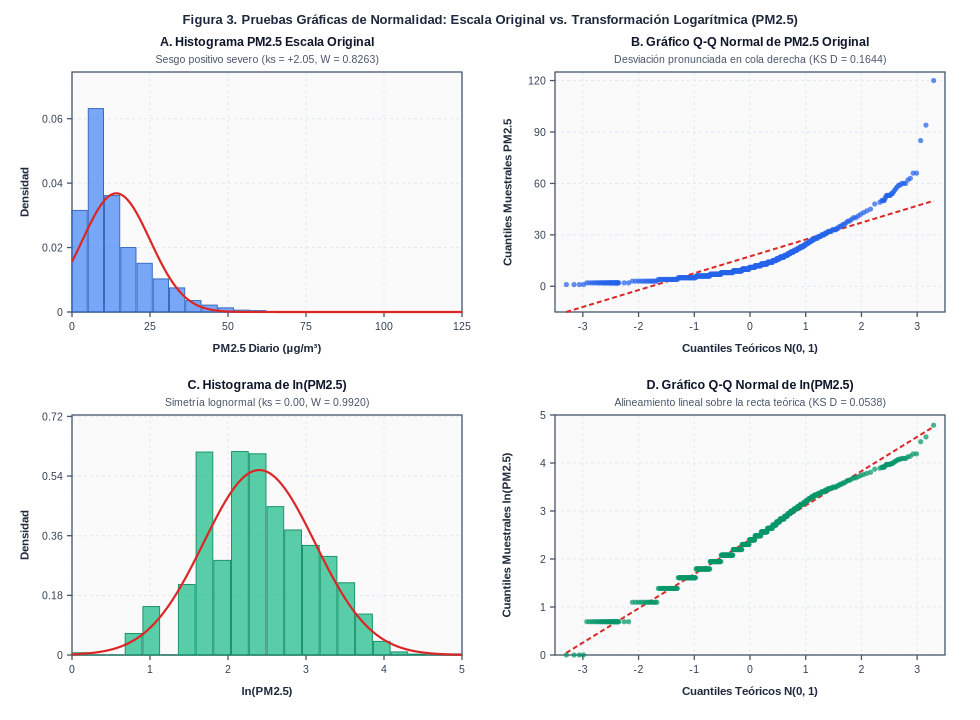 Figura 3. Pruebas Gráficas de Normalidad: Escala Original vs. Transformación Logarítmica (PM2.5)
A. Histograma PM2.5 Escala Original
Sesgo positivo severo (ks = +2.05, W = 0.8263)
Densidad
0.06
0.04
0.02
0
0 25 50 75 100 125
PM2.5 Diario (µg/m³)
B. Gráfico Q-Q Normal de PM2.5 Original
Desviación pronunciada en cola derecha (KS D = 0.1644)
Cuantiles Muestrales PM2.5
120
90
60
30
0
-3 -2 -1 0 1 2 3
Cuantiles Teóricos N(0, 1)
C. Histograma de ln(PM2.5)
Simetría lognormal (ks = 0.00, W = 0.9920)
Densidad
0.72
0.54
0.36
0.18
0
0 1 2 3 4 5
ln(PM2.5)
D. Gráfico Q-Q Normal de ln(PM2.5)
Alineamiento lineal sobre la recta teórica (KS D = 0.0538)
Cuantiles Muestrales ln(PM2.5)
5
4
3
2
1
0
-3 -2 -1 0 1 2 3
Cuantiles Teóricos N(0, 1)